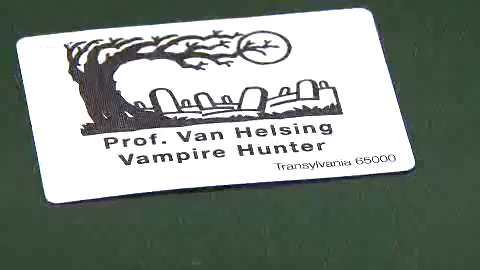 Prof. Van Helsing
Vampire Hunter
Transylvania 65000